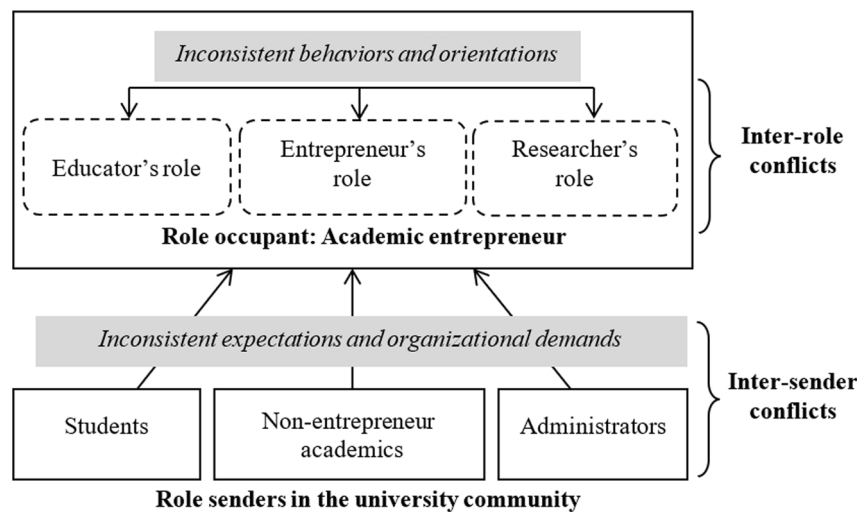 Inconsistent behaviors and orientations
Educator's role
Entrepreneur's
role
Researcher's
role
Role occupant: Academic entrepreneur
Inter-role
conflicts
Inconsistent expectations and organizational demands
Students
Non-entrepreneur
academics
Administrators
Role senders in the university community
Inter-sender
conflicts